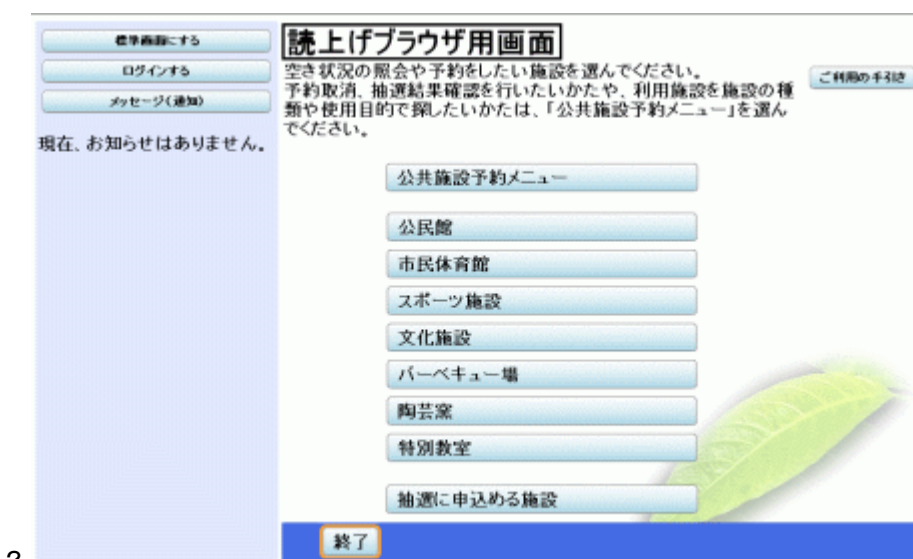 標準画面にする
ログインする
メッセージ(通知)
現在、お知らせはありません。
読上げブラウザ用画面
空き状況の照会や予約をしたい施設を選んでください。
予約取消、抽選結果確認を行いたいかたや、利用施設を施設の種
類や使用目的で探したいかたは、「公共施設予約メニュー」を選ん
でください。
ご利用の手引き
公共施設予約メニュー
公民館
市民体育館
スポーツ施設
文化施設
バーベキュー場
陶芸窯
特別教室
抽選に申込める施設
終了